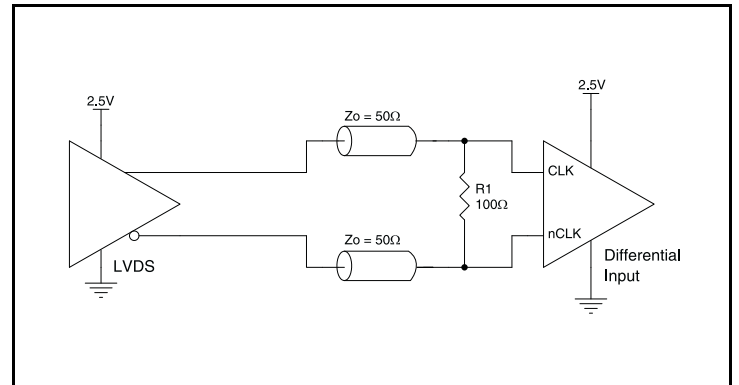 2.5V
2.5V
Zo = 50Ω
CLK
R1
100Ω
nCLK
Zo = 50Ω
LVDS
Differential
Input